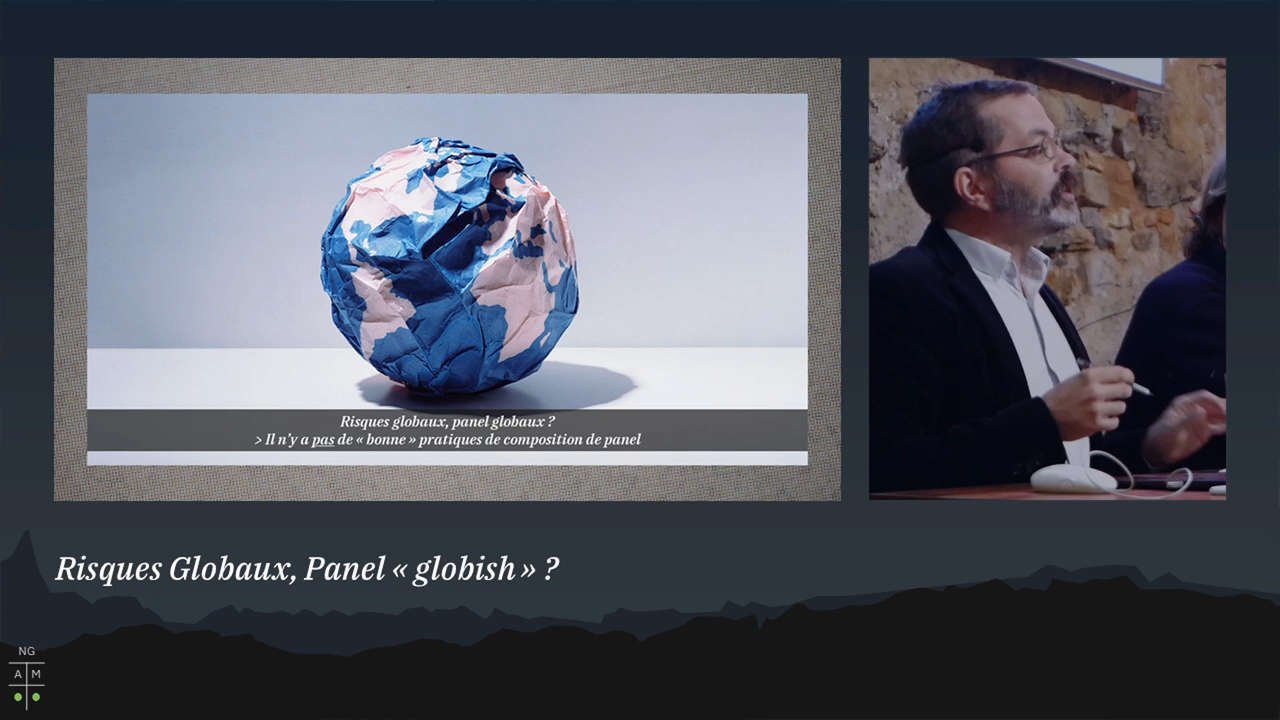 Risques globaux, panel globaux ?
> Il n'y a pas de « bonne » pratiques de composition de panel
Risques Globaux, Panel « globish » ?
NG
A M